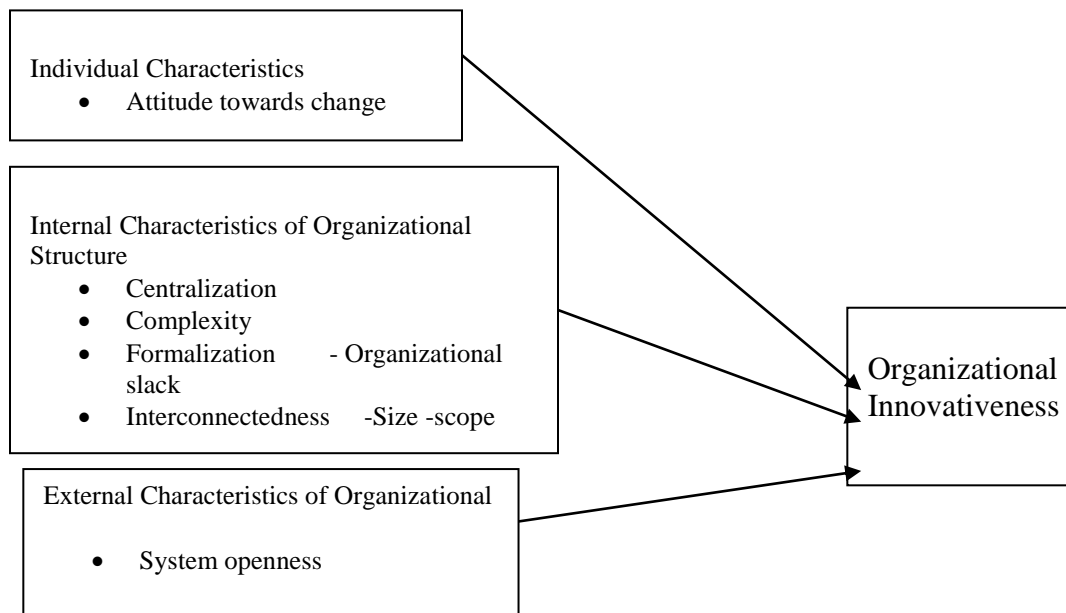 Individual Characteristics
• Attitude towards change
Internal Characteristics of Organizational
Structure
• Centralization
• Complexity
• Formalization - Organizational
slack
• Interconnectedness -Size -scope
External Characteristics of Organizational
• System openness
Organizational
Innovativeness